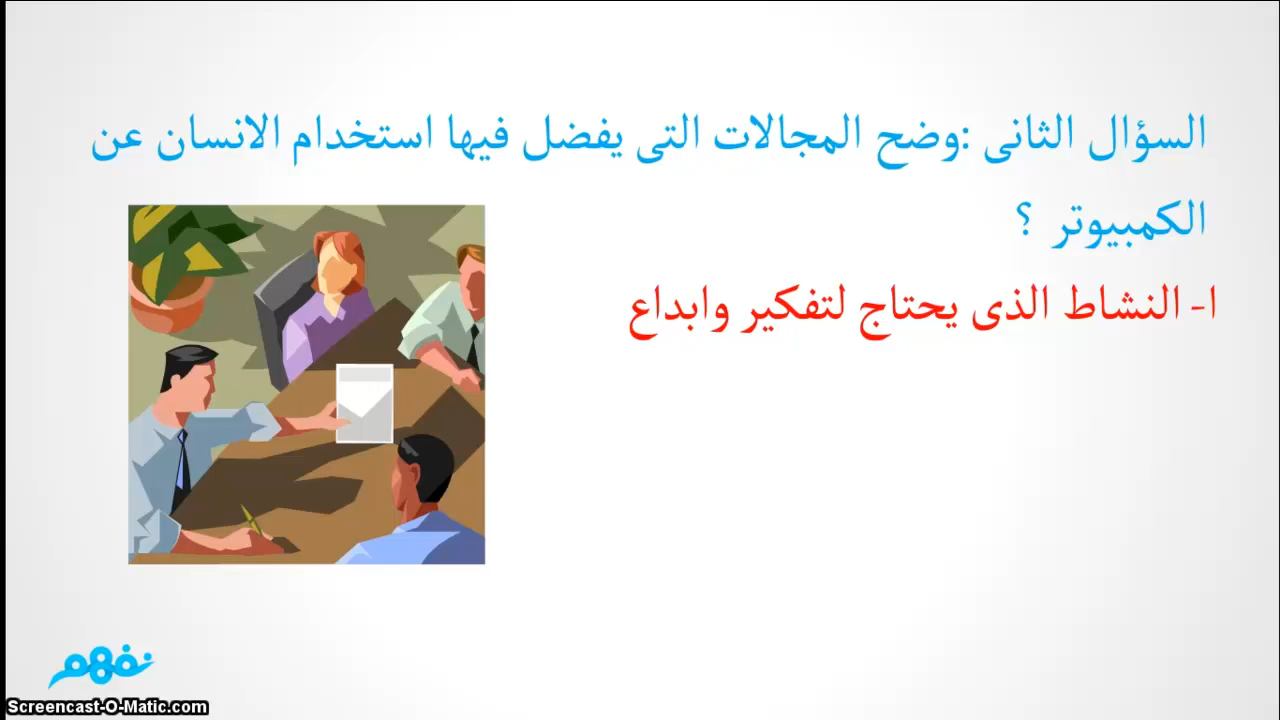 السؤال الثانى :وضح المجالات التى يفضل فيها استخدام الانسان عن
الكمبيوتر ؟
ا- النشاط الذى يحتاج لتفكير وابداع
نفهم
Screencast-O-Matic.com